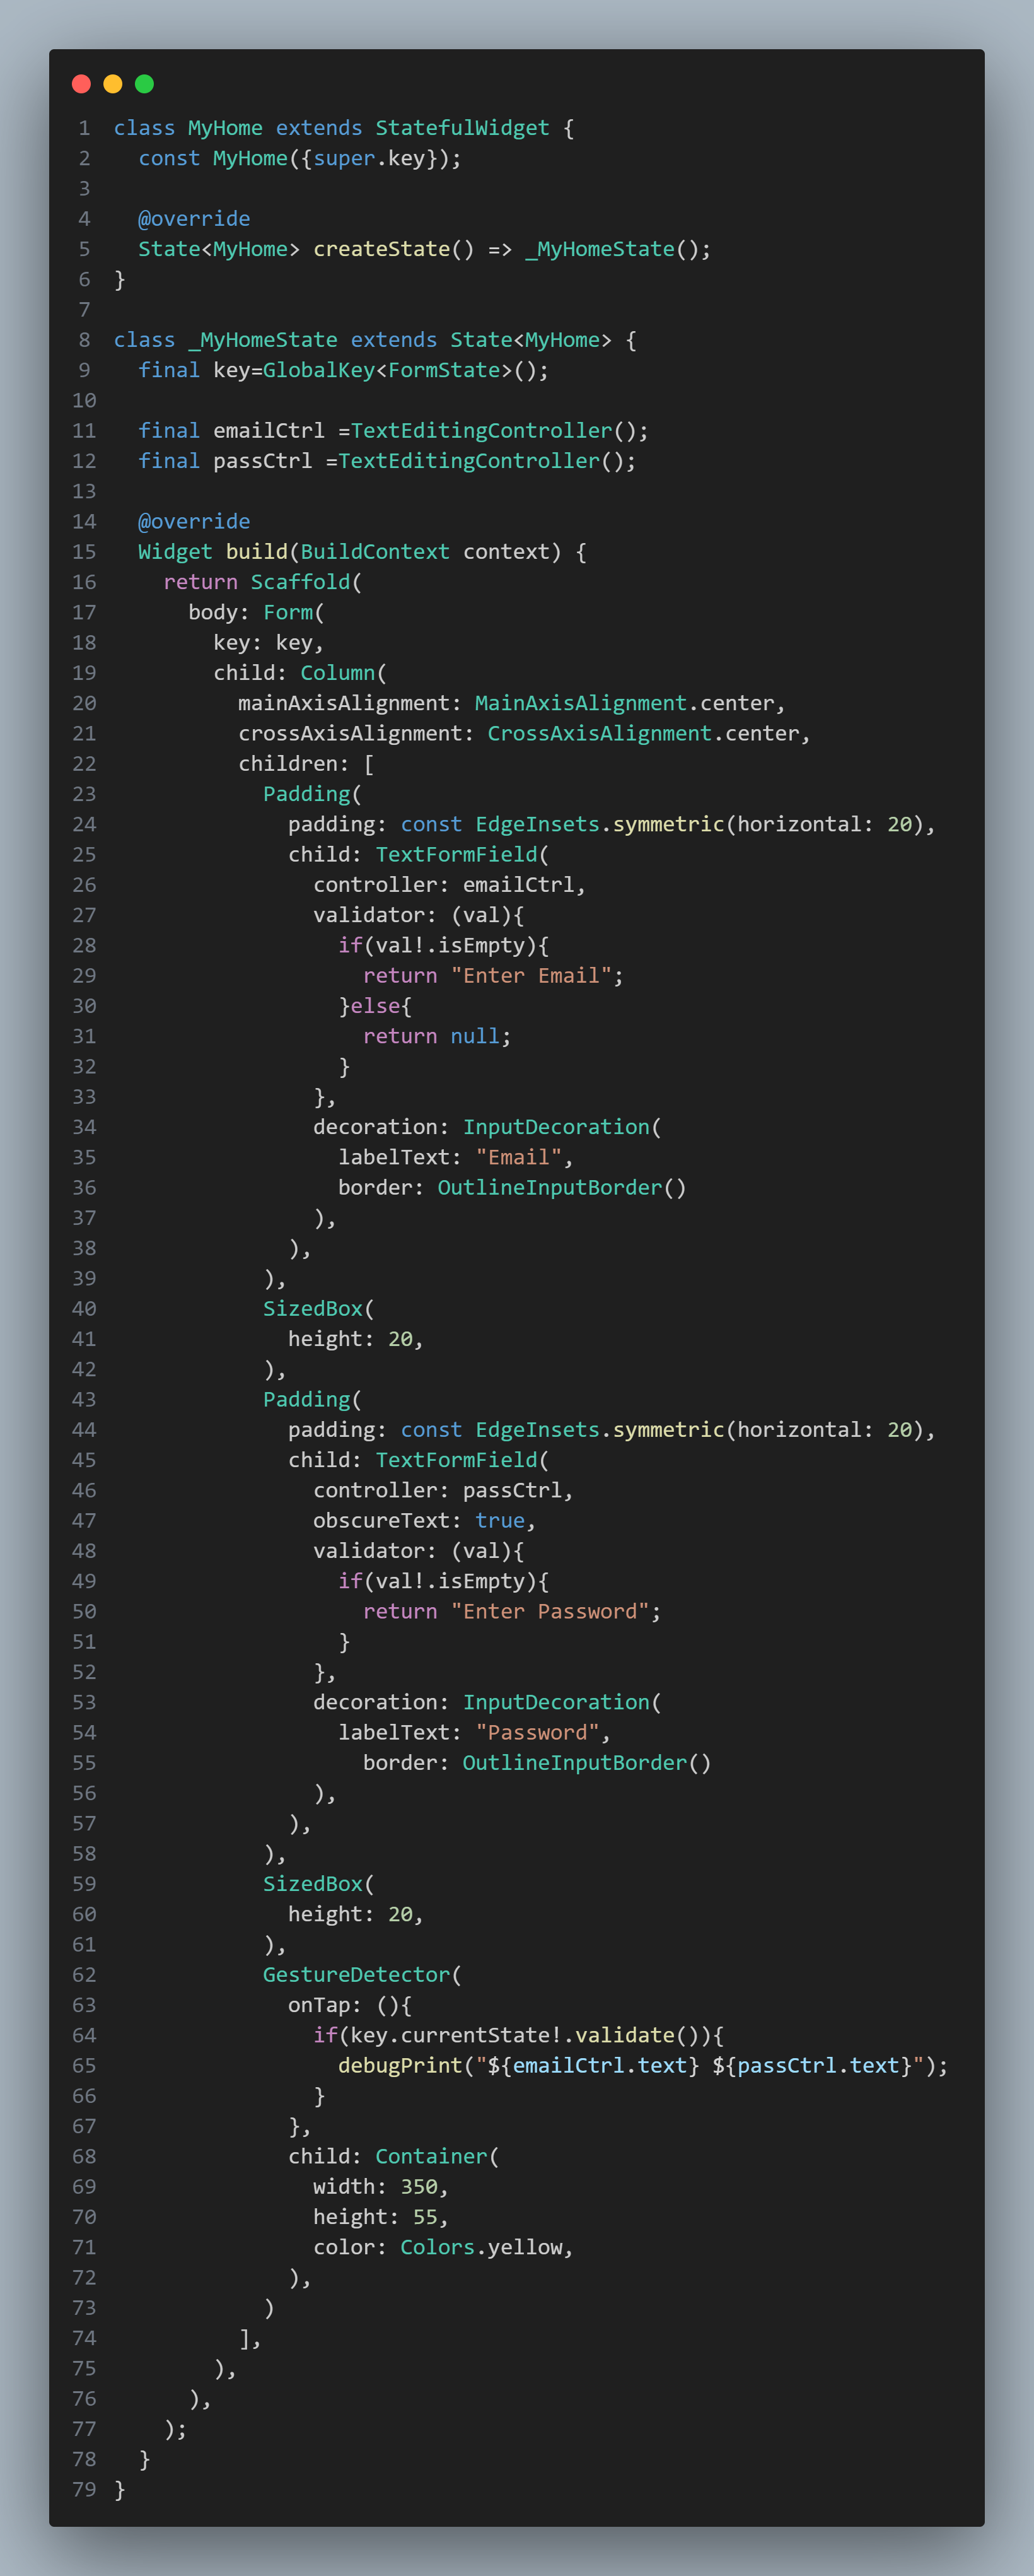 1 class MyHome extends StatefulWidget {
2   const MyHome({super.key});
3
4   @override
5   State<MyHome> createState() => _MyHomeState();
6 }
7
8 class _MyHomeState extends State<MyHome> {
9   final key=GlobalKey<FormState>();
10
11   final emailCtrl =TextEditingController();
12   final passCtrl =TextEditingController();
13
14   @override
15   Widget build(BuildContext context) {
16     return Scaffold(
17       body: Form(
18         key: key,
19         child: Column(
20           mainAxisAlignment: MainAxisAlignment.center,
21           crossAxisAlignment: CrossAxisAlignment.center,
22           children: [
23             Padding(
24               padding: const EdgeInsets.symmetric(horizontal: 20),
25               child: TextFormField(
26                 controller: emailCtrl,
27                 validator: (val){
28                   if(val!.isEmpty){
29                     return "Enter Email";
30                   }else{
31                     return null;
32                   }
33                 },
34                 decoration: InputDecoration(
35                   labelText: "Email",
36                   border: OutlineInputBorder()
37                 ),
38               ),
39             ),
40             SizedBox(
41               height: 20,
42             ),
43             Padding(
44               padding: const EdgeInsets.symmetric(horizontal: 20),
45               child: TextFormField(
46                 controller: passCtrl,
47                 obscureText: true,
48                 validator: (val){
49                   if(val!.isEmpty){
50                     return "Enter Password";
51                   }
52                 },
53                 decoration: InputDecoration(
54                   labelText: "Password",
55                     border: OutlineInputBorder()
56                 ),
57               ),
58             ),
59             SizedBox(
60               height: 20,
61             ),
62             GestureDetector(
63               onTap: (){
64                 if(key.currentState!.validate()){
65                   debugPrint("${emailCtrl.text} ${passCtrl.text}");
66                 }
67               },
68               child: Container(
69                 width: 350,
70                 height: 55,
71                 color: Colors.yellow,
72               ),
73             )
74           ],
75         ),
76       ),
77     );
78   }
79 }